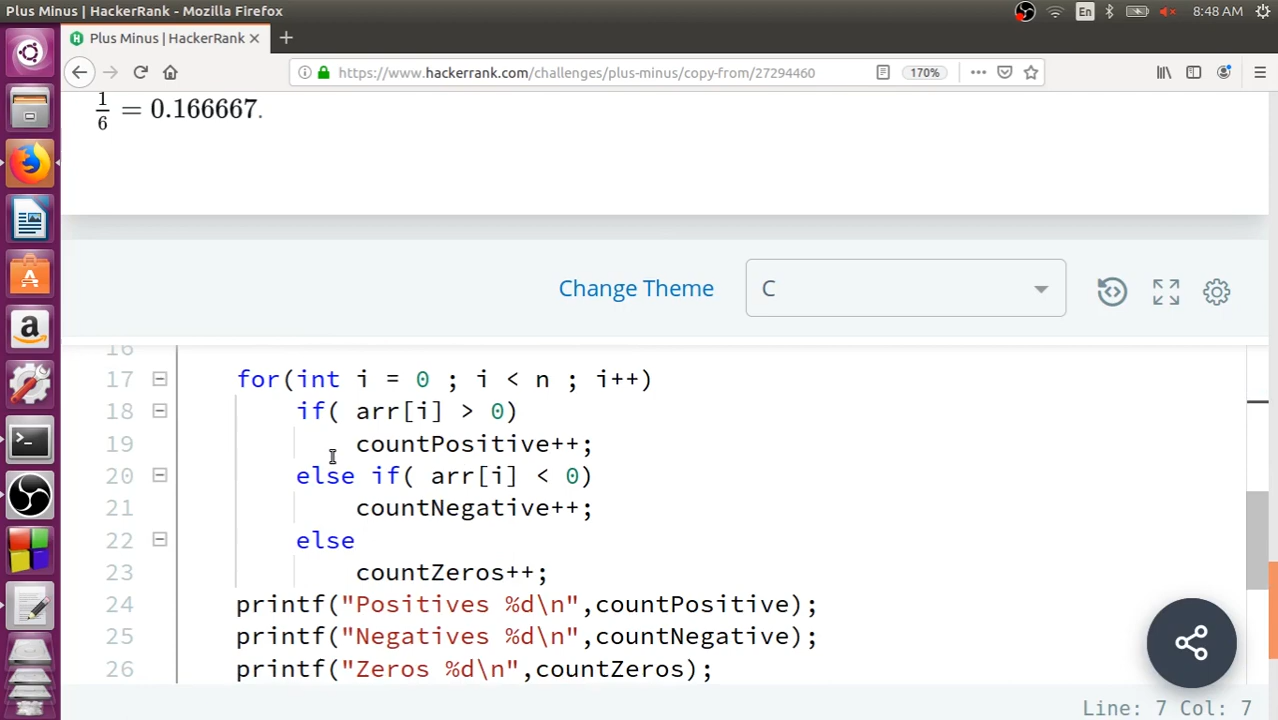 Plus Minus | HackerRank - Mozilla Firefox
En
8:48 AM
Plus Minus | HackerRank
https://www.hackerrank.com/challenges/plus-minus/copy-from/27294460
170%
1
6
= 0.166667.
Change Theme
C
16
17 for(int i = 0 ; i < n ; i++)
18 if( arr[i] > 0)
19 countPositive++;
20 else if( arr[i] < 0)
21 countNegative++;
22 else
23 countZeros++;
24 printf("Positives %d\n",countPositive);
25 printf("Negatives %d\n",countNegative);
26 printf("Zeros %d\n",countZeros);
Line: 7 Col: 7